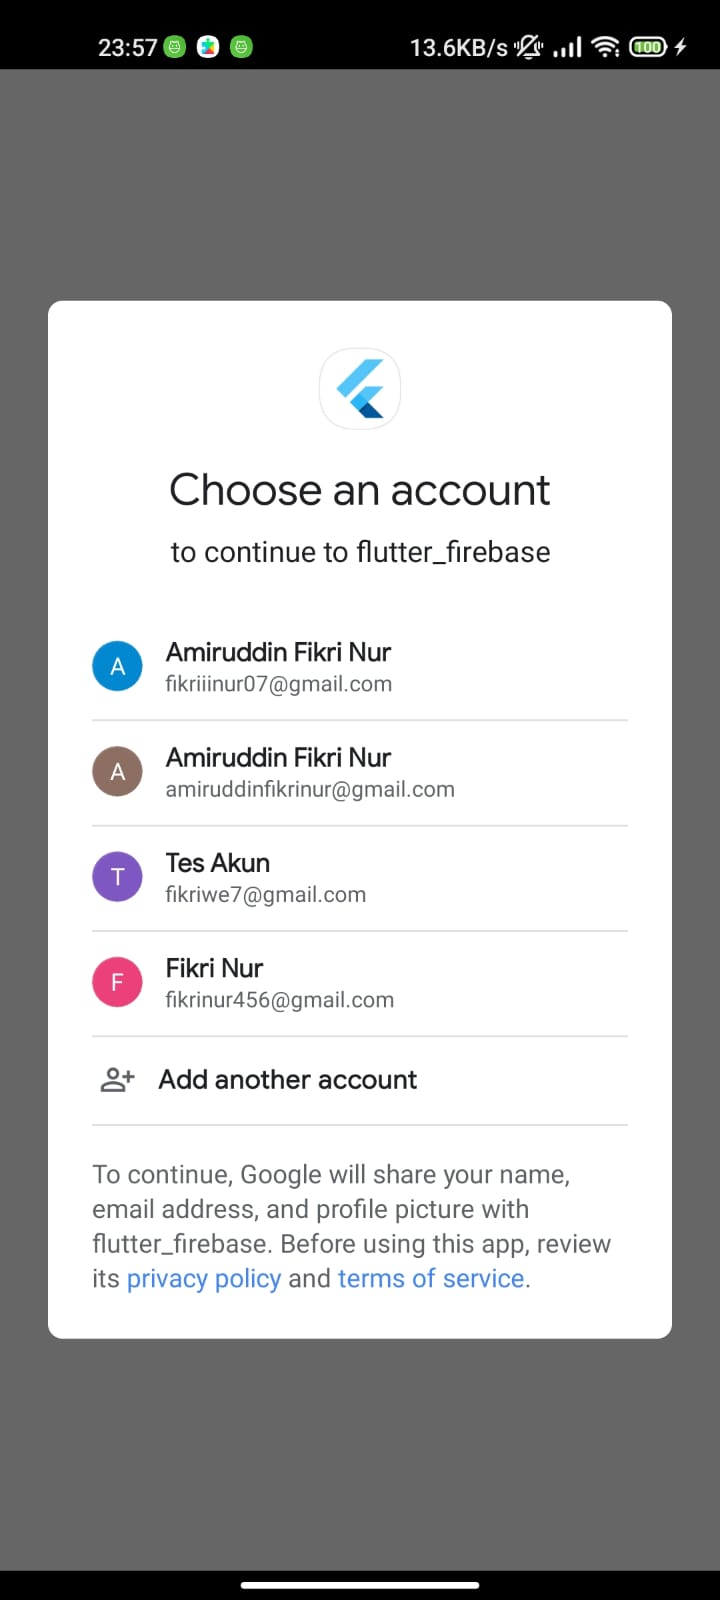 23:57
13.6KB/s
100
Choose an account
to continue to flutter_firebase
A
Amiruddin Fikri Nur
fikriiinur07@gmail.com
A
Amiruddin Fikri Nur
amiruddinfikrinur@gmail.com
T
Tes Akun
fikriwe7@gmail.com
F
Fikri Nur
fikrinur456@gmail.com
Add another account
To continue, Google will share your name,
email address, and profile picture with
flutter_firebase. Before using this app, review
its privacy policy and terms of service.